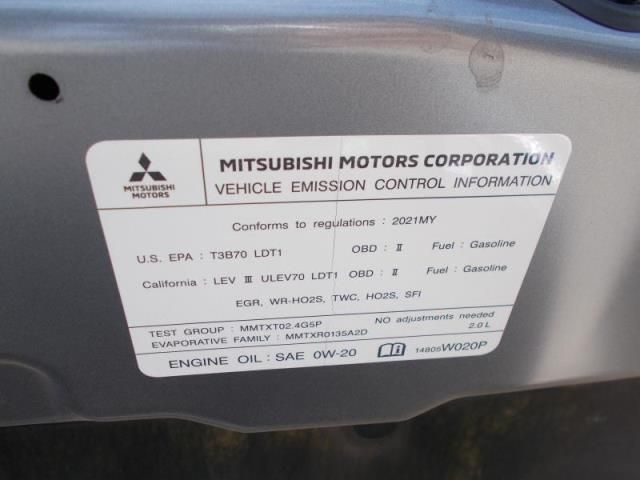 MITSUBISHI MOTORS CORPORATION
MITSUBISHI
MOTORS
VEHICLE EMISSION CONTROL INFORMATION
Conforms to regulations : 2021MY
U.S. EPA : T3B70 LDT1 OBD : Ⅱ Fuel : Gasoline
California : LEV Ⅲ ULEV70 LDT1 OBD : Ⅱ Fuel : Gasoline
EGR, WR-HO2S, TWC, HO2S, SFI
TEST GROUP : MMTXT02.4G5P NO adjustments needed
EVAPORATIVE FAMILY : MMTXR0135A2D 2.0 L
ENGINE OIL : SAE 0W-20 14805W020P